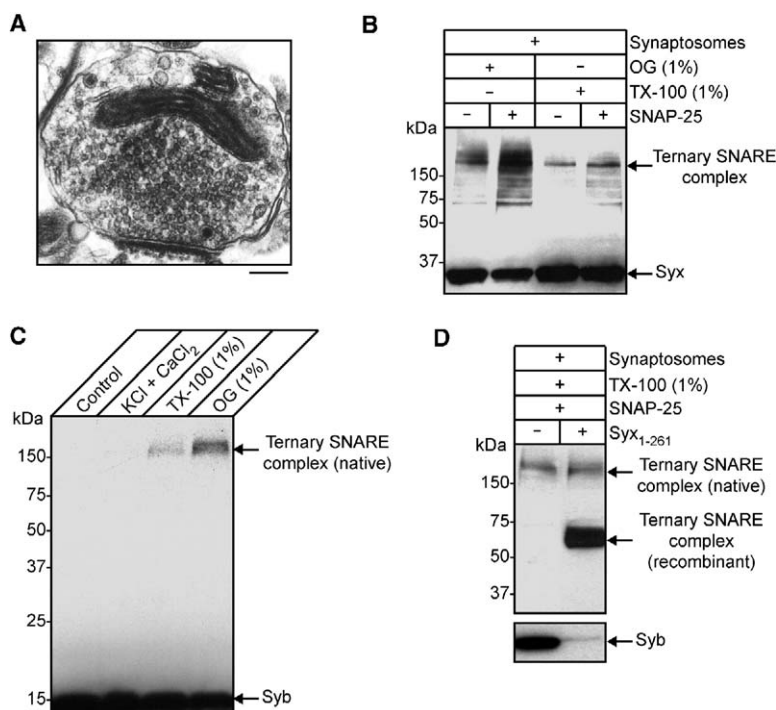 A
B
+ Synaptosomes
+ – OG (1%)
– + TX-100 (1%)
– + – + SNAP-25
kDa
150
75
50
37
Ternary SNARE
complex
Syx
C
Control
KCl + CaCl2
TX-100 (1%)
OG (1%)
kDa
150
75
50
37
25
15
Ternary SNARE
complex (native)
Syb
D
+ Synaptosomes
+ TX-100 (1%)
+ SNAP-25
– + Syx1-261
kDa
150
75
50
37
Ternary SNARE
complex (native)
Ternary SNARE
complex
(recombinant)
Syb